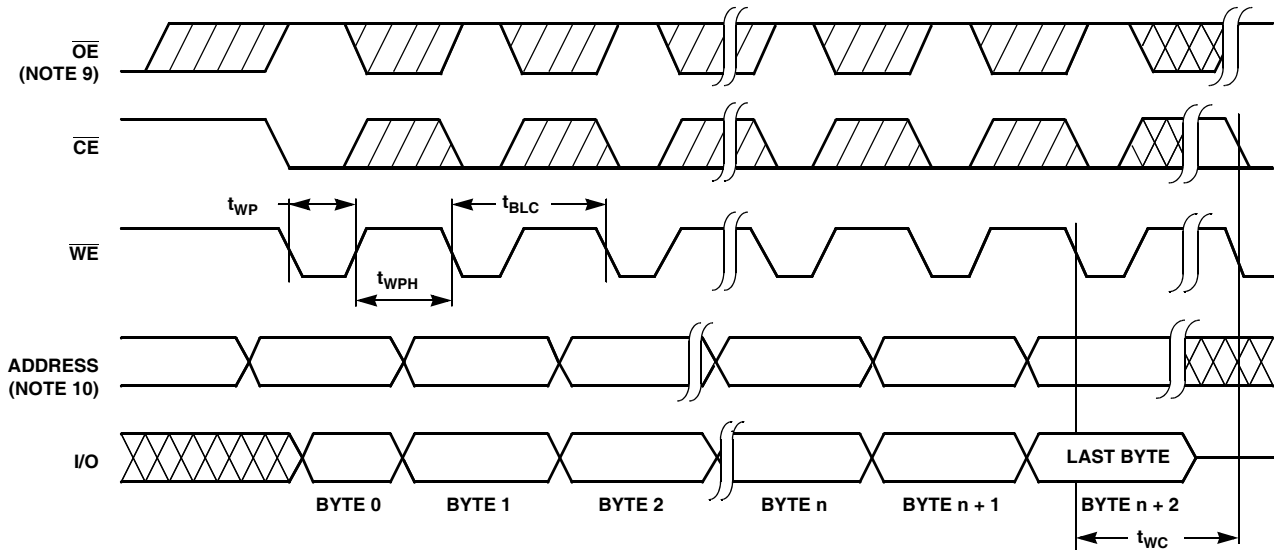 OE
(NOTE 9)
CE
tWP
tBLC
WE
tWPH
ADDRESS
(NOTE 10)
I/O
LAST BYTE
BYTE 0
BYTE 1
BYTE 2
BYTE n
BYTE n + 1
BYTE n + 2
tWC